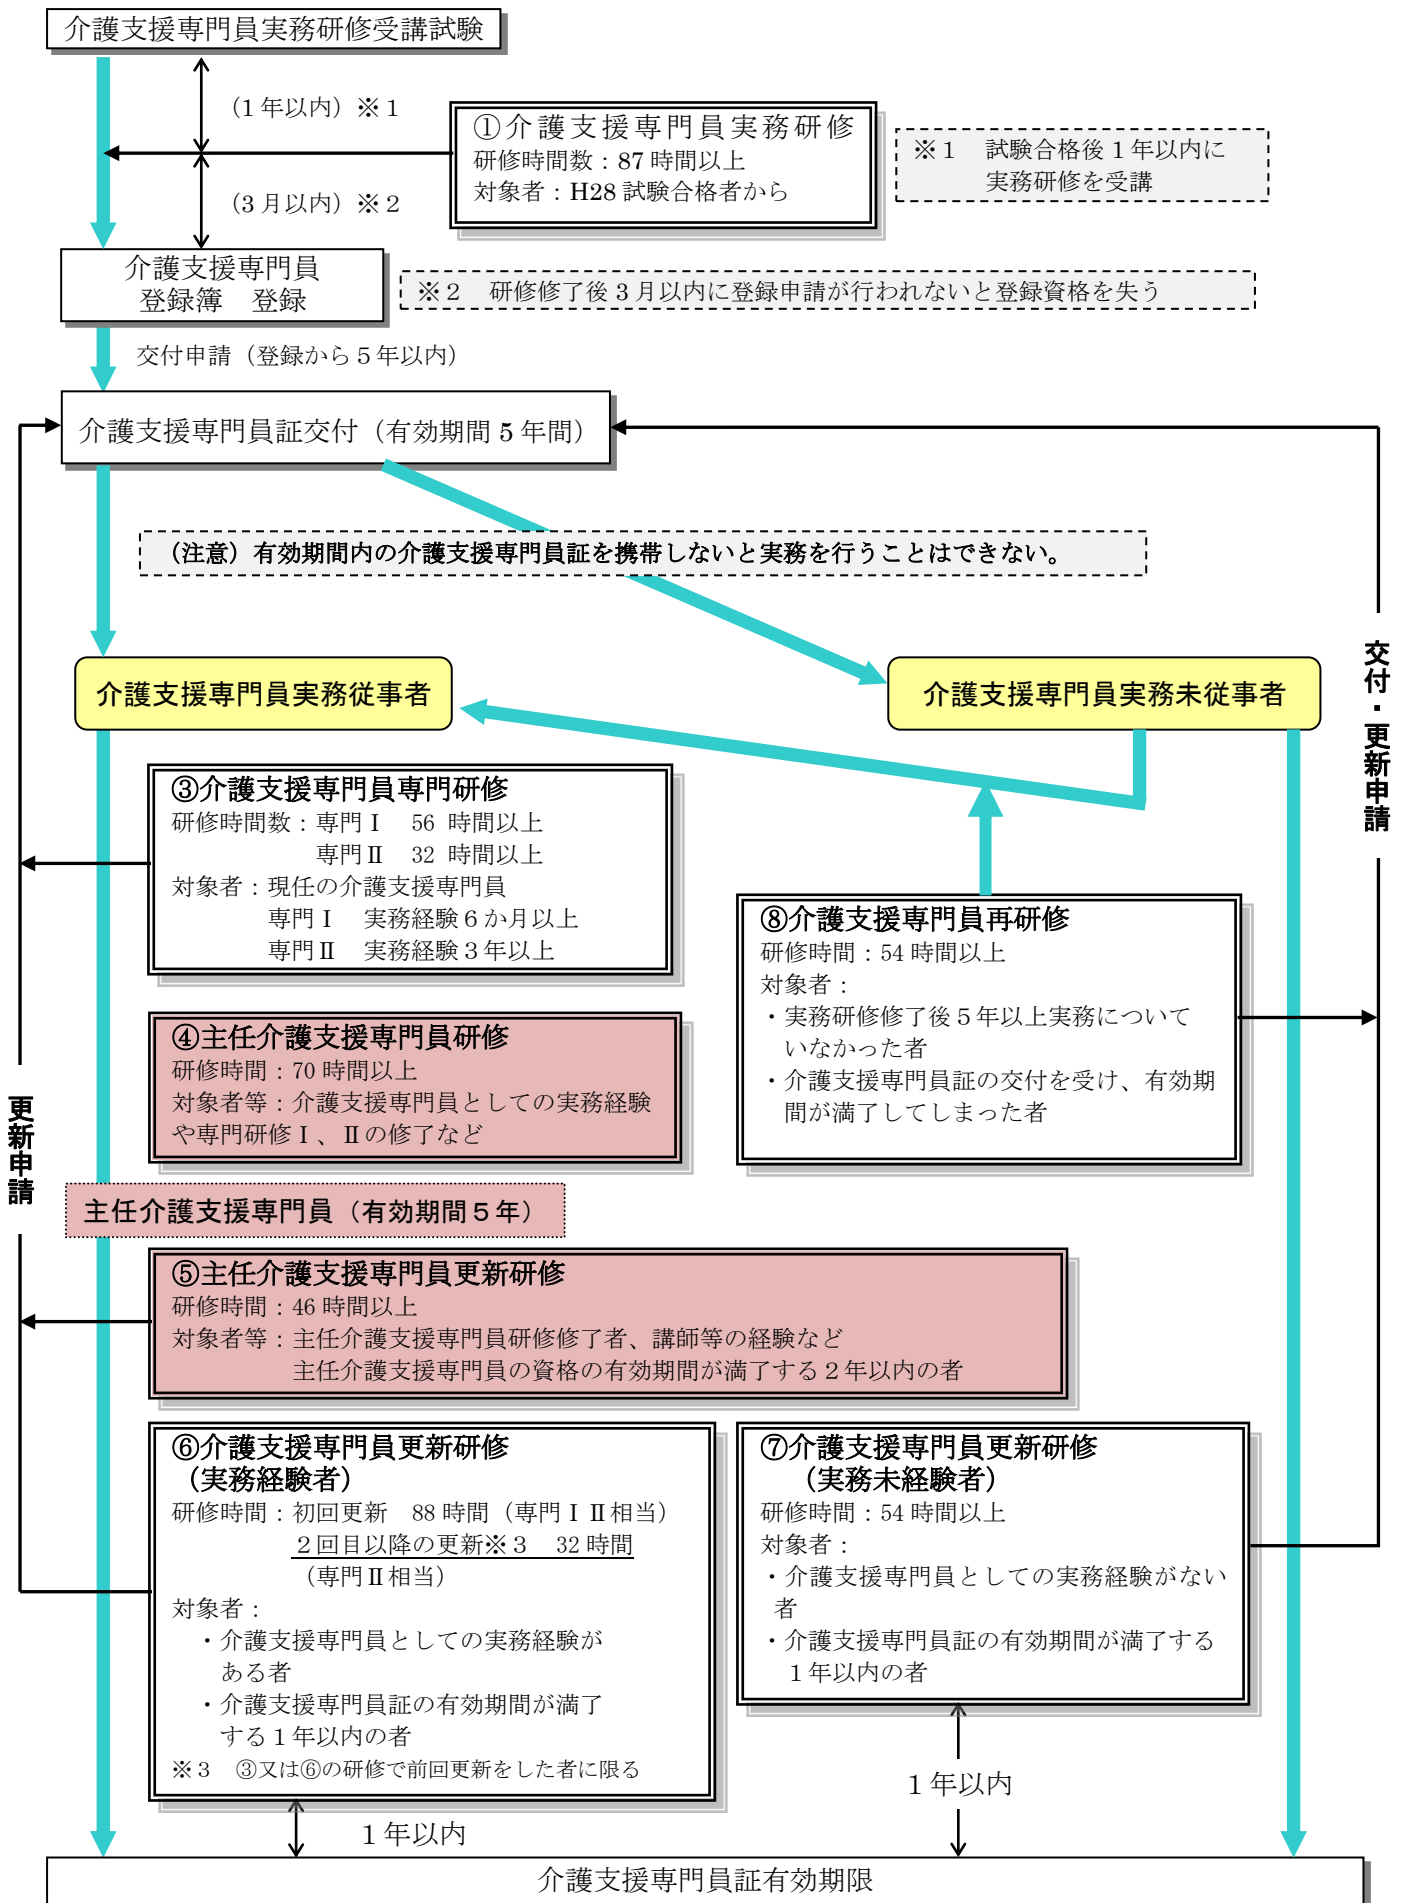 介護支援専門員実務研修受講試験
(1年以内) ※1
①介護支援専門員実務研修
研修時間数：87時間以上
対象者：H28試験合格者から
※1　試験合格後1年以内に
実務研修を受講
(3月以内) ※2
介護支援専門員
登録簿　登録
※2　研修修了後3月以内に登録申請が行われないと登録資格を失う
交付申請（登録から5年以内）
介護支援専門員証交付（有効期間5年間）
（注意）有効期間内の介護支援専門員証を携帯しないと実務を行うことはできない。
介護支援専門員実務従事者
介護支援専門員実務未従事者
交付・更新申請
③介護支援専門員専門研修
研修時間数：専門Ⅰ　56 時間以上
専門Ⅱ　32 時間以上
対象者：現任の介護支援専門員
専門Ⅰ　実務経験6か月以上
専門Ⅱ　実務経験3年以上
⑧介護支援専門員再研修
研修時間：54時間以上
対象者：
・実務研修修了後5年以上実務について
いなかった者
・介護支援専門員証の交付を受け、有効期
間が満了してしまった者
④主任介護支援専門員研修
研修時間：70時間以上
対象者等：介護支援専門員としての実務経験
や専門研修Ⅰ、Ⅱの修了など
更新申請
主任介護支援専門員（有効期間5年）
⑤主任介護支援専門員更新研修
研修時間：46時間以上
対象者等：主任介護支援専門員研修修了者、講師等の経験など
主任介護支援専門員の資格の有効期間が満了する2年以内の者
⑥介護支援専門員更新研修
（実務経験者）
研修時間：初回更新　88時間（専門ⅠⅡ相当）
2回目以降の更新※3　32時間
（専門Ⅱ相当）
対象者：
・介護支援専門員としての実務経験が
ある者
・介護支援専門員証の有効期間が満了
する1年以内の者
※3　③又は⑥の研修で前回更新をした者に限る
⑦介護支援専門員更新研修
（実務未経験者）
研修時間：54時間以上
対象者：
・介護支援専門員としての実務経験がない
者
・介護支援専門員証の有効期間が満了する
1年以内の者
1年以内
1年以内
介護支援専門員証有効期限